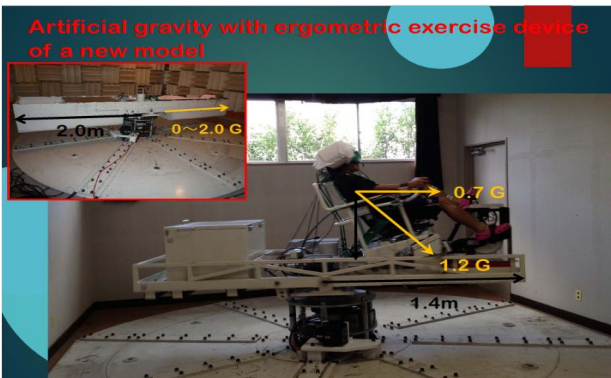 Artificial gravity with ergometric exercise device
of a new model
2.0m
0～2.0 G
0.7 G
1.2 G
1.4m